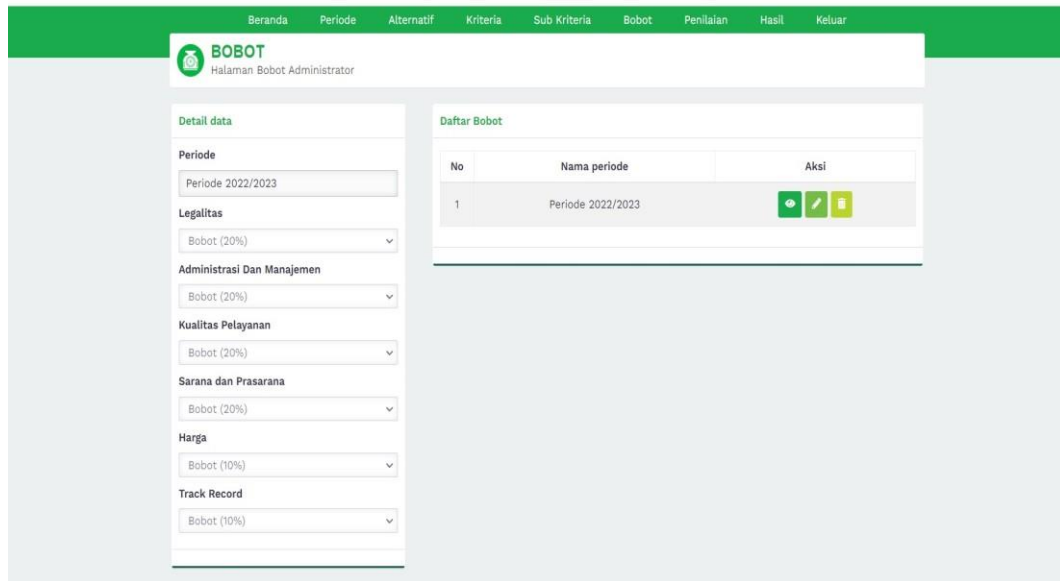 Beranda Periode Alternatif Kriteria Sub Kriteria Bobot Penilaian Hasil Keluar
BOBOT
Halaman Bobot Administrator
Detail data
Periode
Periode 2022/2023
Legalitas
Bobot (20%)
Administrasi Dan Manajemen
Bobot (20%)
Kualitas Pelayanan
Bobot (20%)
Sarana dan Prasarana
Bobot (20%)
Harga
Bobot (10%)
Track Record
Bobot (10%)
Daftar Bobot
No Nama periode Aksi
1 Periode 2022/2023